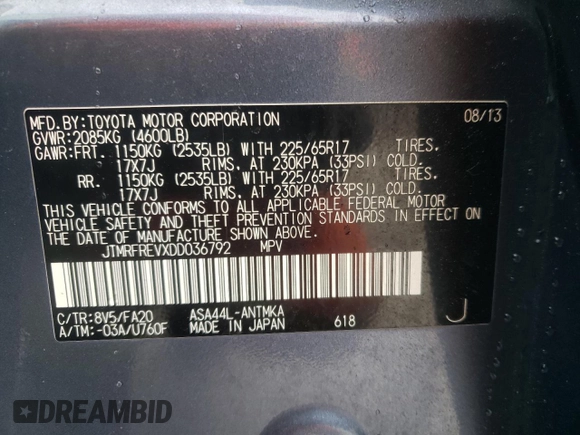 MFD.BY:TOYOTA MOTOR CORPORATION 08/13
GVWR:2085KG (4600LB)
GAWR:FRT. 1150KG (2535LB) WITH 225/65R17 TIRES.
17X7J RIMS, AT 230KPA (33PSI) COLD.
RR. 1150KG (2535LB) WITH 225/65R17 TIRES.
17X7J RIMS, AT 230KPA (33PSI) COLD.
THIS VEHICLE CONFORMS TO ALL APPLICABLE FEDERAL MOTOR
VEHICLE SAFETY AND THEFT PREVENTION STANDARDS IN EFFECT ON
THE DATE OF MANUFACTURE SHOWN ABOVE.
JTMRFREVXDD036792 MPV
C/TR:8V5/FA20 ASA44L-ANTMKA
A/TM:-03A/U760F MADE IN JAPAN 618 J
DREAMBID